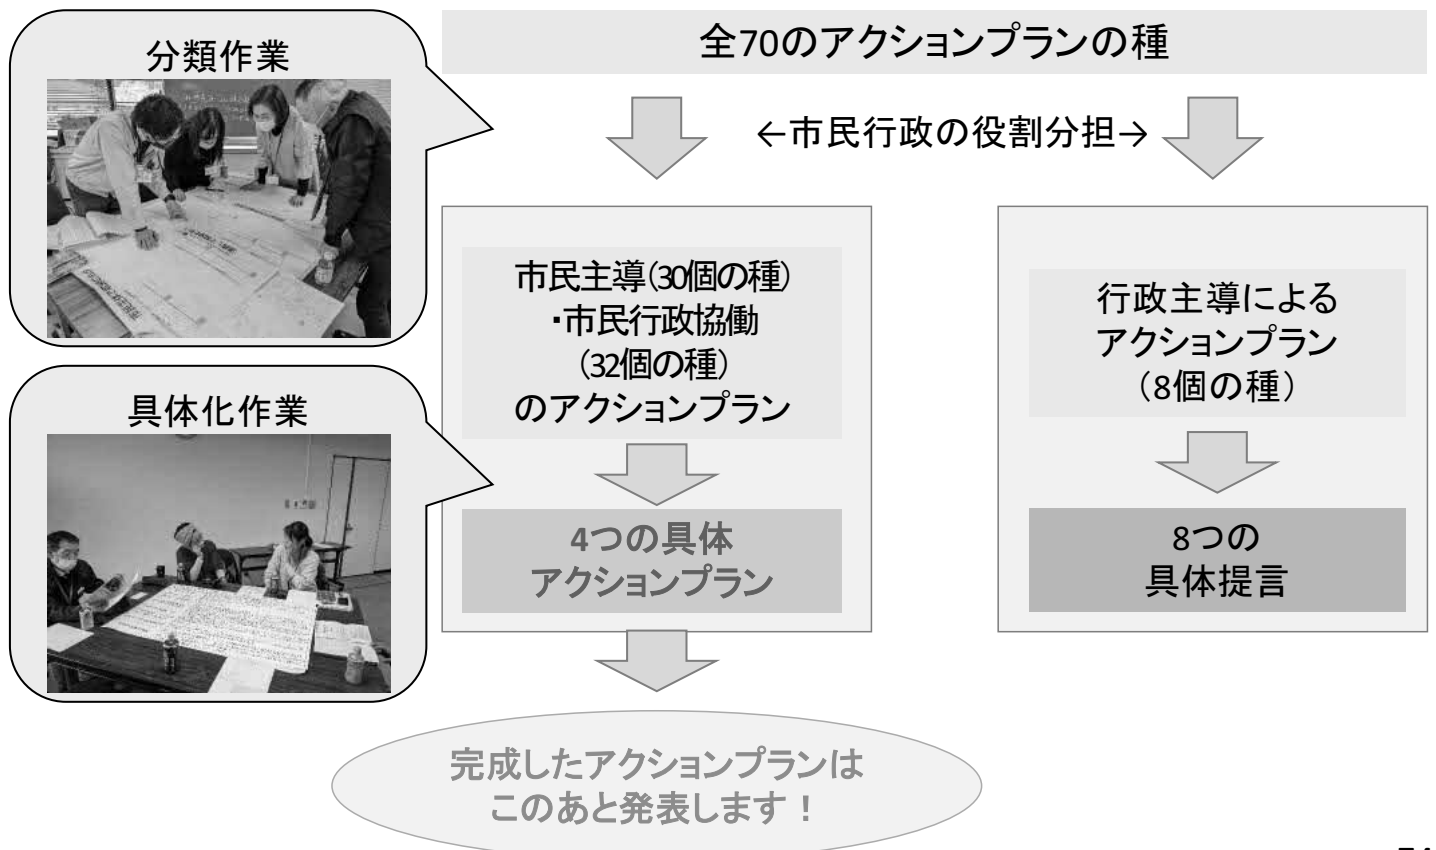 分類作業
全70のアクションプランの種
←市民行政の役割分担→
市民主導（30個の種）
・市民行政協働
（32個の種）
のアクションプラン
行政主導による
アクションプラン
（8個の種）
具体化作業
4つの具体
アクションプラン
8つの
具体提言
完成したアクションプランは
このあと発表します！